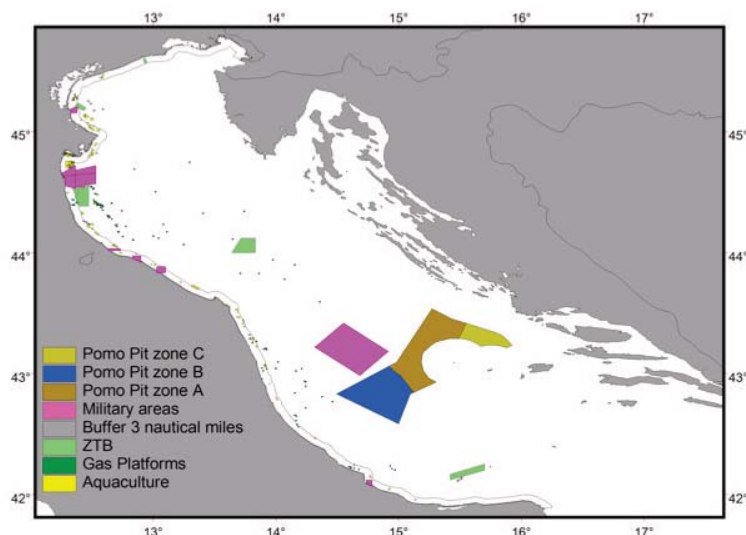 13° 14° 15° 16° 17°
45° 45°
44° 44°
43° 43°
42° 42°
Pomo Pit zone C
Pomo Pit zone B
Pomo Pit zone A
Military areas
Buffer 3 nautical miles
ZTB
Gas Platforms
Aquaculture
13° 14° 15° 16° 17°